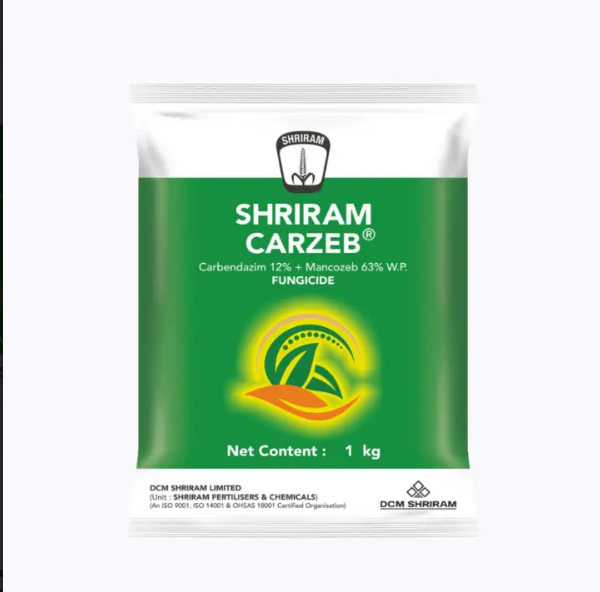 SHRIRAM
SHRIRAM
CARZEB®
Carbendazim 12% + Mancozeb 63% W.P.
FUNGICIDE
Net Content : 1 kg
DCM SHRIRAM LIMITED
(Unit : SHRIRAM FERTILISERS & CHEMICALS)
(An ISO 9001, ISO 14001 & OHSAS 18001 Certified Organisation)
DCM SHRIRAM